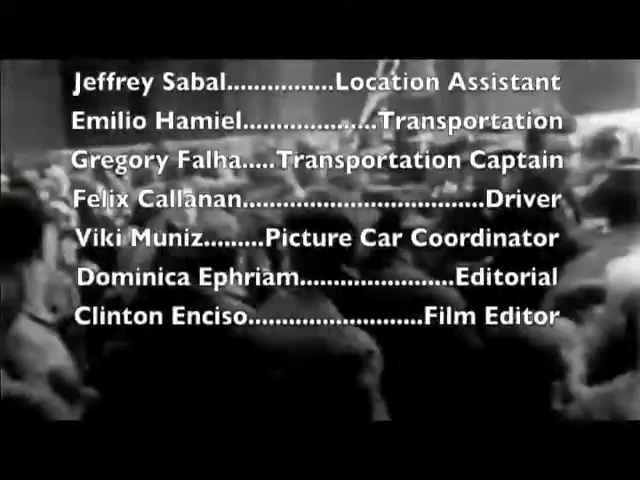 Jeffrey Sabal................Location Assistant
Emilio Hamiel....................Transportation
Gregory Falha.....Transportation Captain
Felix Callanan....................................Driver
Viki Muniz.........Picture Car Coordinator
Dominica Ephriam.......................Editorial
Clinton Enciso..........................Film Editor